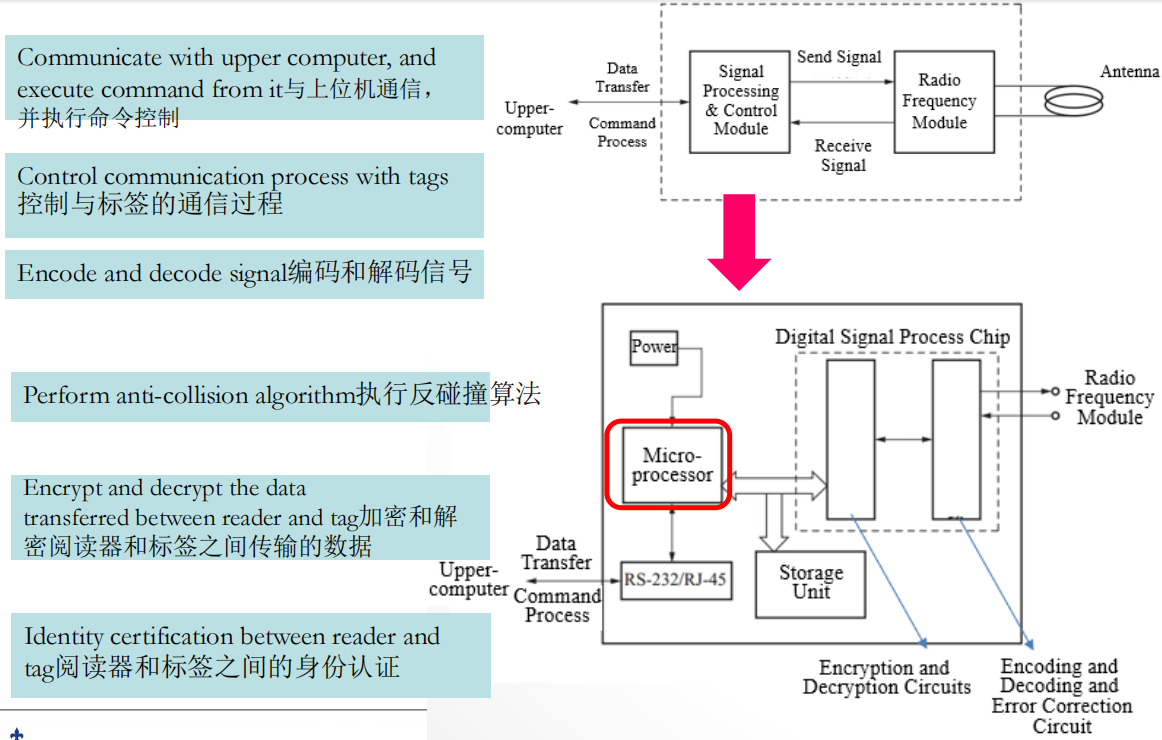 Communicate with upper computer, and
execute command from it与上位机通信，
并执行命令控制
Control communication process with tags
控制与标签的通信过程
Encode and decode signal编码和解码信号
Perform anti-collision algorithm执行反碰撞算法
Encrypt and decrypt the data
transferred between reader and tag加密和解
密阅读器和标签之间传输的数据
Identity certification between reader and
tag阅读器和标签之间的身份认证
Upper-
computer
Data
Transfer
Command
Process
Signal
Processing
& Control
Module
Send Signal
Receive
Signal
Radio
Frequency
Module
Antenna
Power
Digital Signal Process Chip
Micro-
processor
Radio
Frequency
Module
Upper-
computer
Data
Transfer
Command
Process
RS-232/RJ-45
Storage
Unit
Encryption and
Decryption Circuits
Encoding and
Decoding and
Error Correction
Circuit